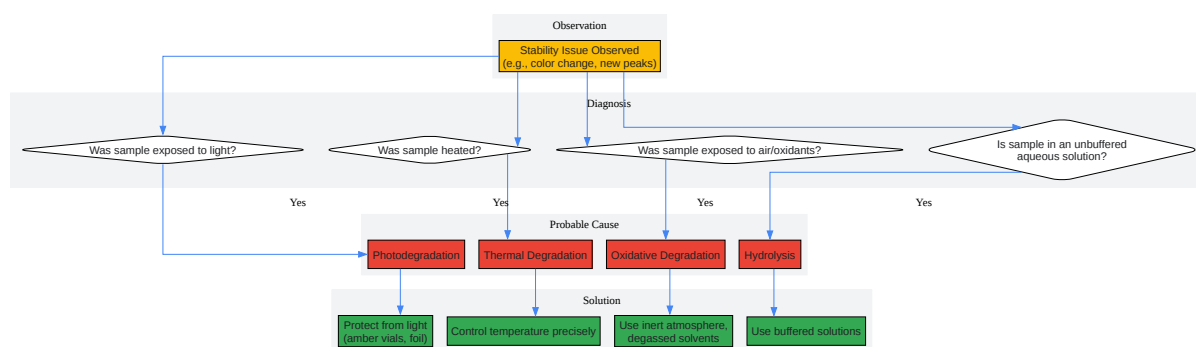 Observation
Stability Issue Observed
(e.g., color change, new peaks)
Diagnosis
Was sample exposed to light?
Was sample heated?
Was sample exposed to air/oxidants?
Is sample in an unbuffered
aqueous solution?
Yes
Yes
Yes
Yes
Probable Cause
Photodegradation
Thermal Degradation
Oxidative Degradation
Hydrolysis
Solution
Protect from light
(amber vials, foil)
Control temperature precisely
Use inert atmosphere,
degassed solvents
Use buffered solutions